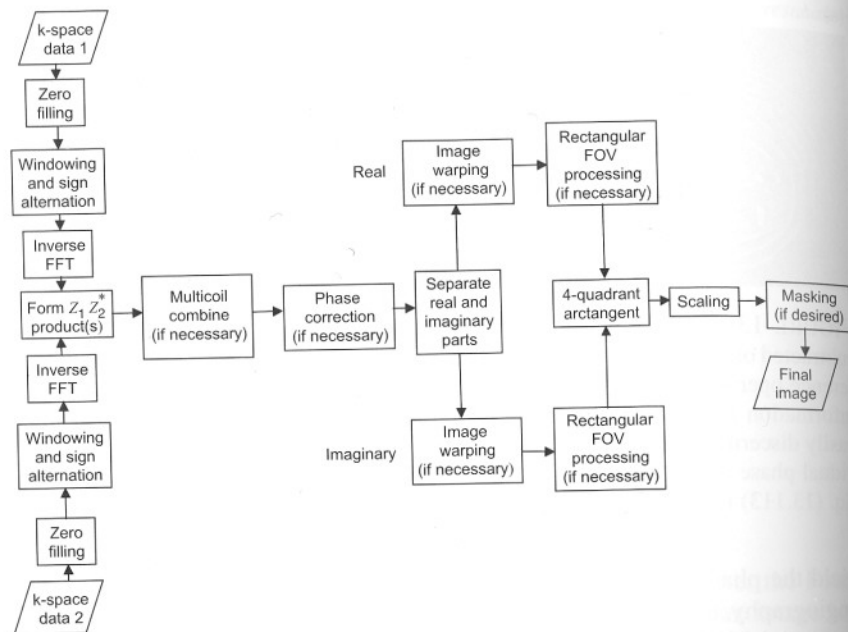 k-space
data 1
Zero
filling
Windowing
and sign
alternation
Inverse
FFT
Form Z₁ Z₂*
product(s)
Inverse
FFT
Windowing
and sign
alternation
Zero
filling
k-space
data 2
Multicoil
combine
(if necessary)
Phase
correction
(if necessary)
Separate
real and
imaginary
parts
Real
Image
warping
(if necessary)
Rectangular
FOV
processing
(if necessary)
Imaginary
Image
warping
(if necessary)
Rectangular
FOV
processing
(if necessary)
4-quadrant
arctangent
Scaling
Masking
(if desired)
Final
image